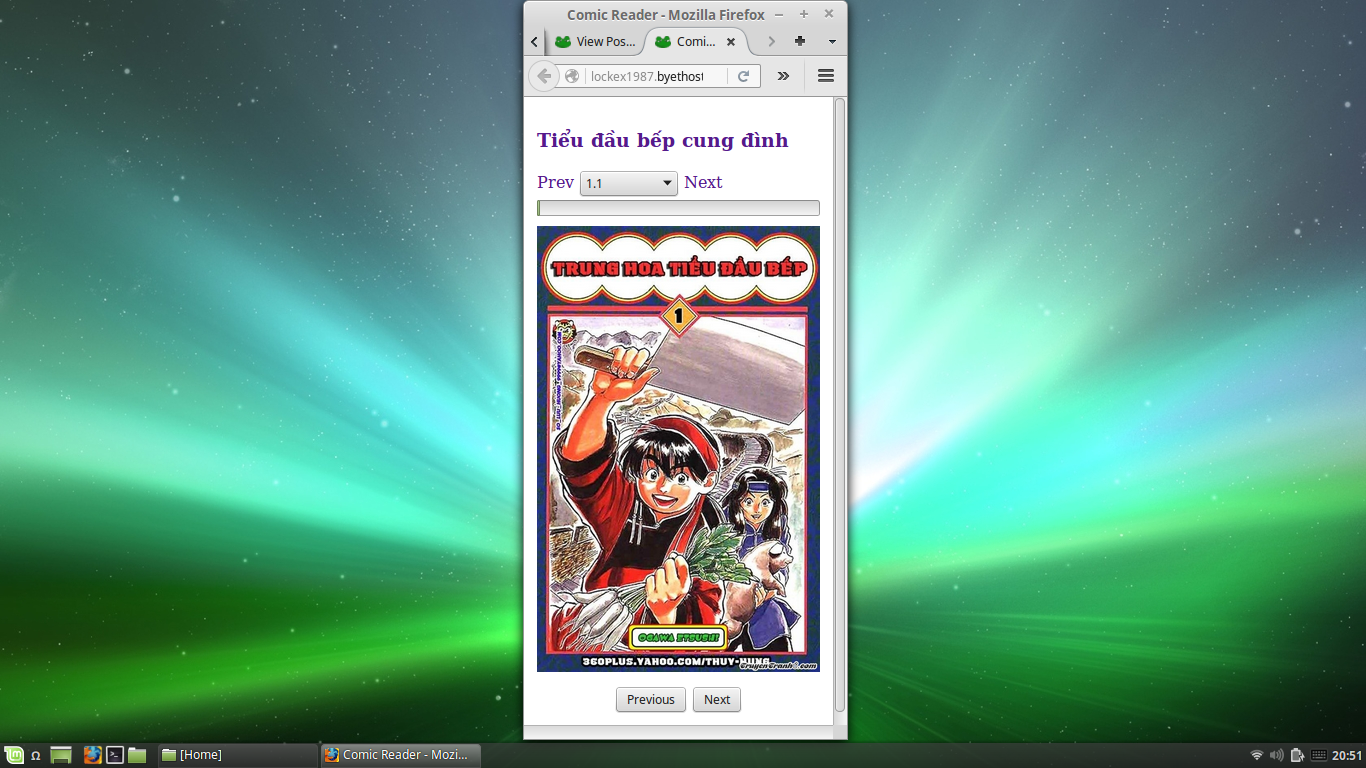 Comic Reader - Mozilla Firefox
View Pos...
Comi...
lockex1987.byethost
Tiểu đầu bếp cung đình
Prev 1.1 Next
TRUNG HOA TIỂU ĐẦU BẾP
1
OGAWA ETSUSHI
360PLUS.YAHOO.COM/THUY-HUNG
Previous Next
[Home] Comic Reader - Mozi... 20:51